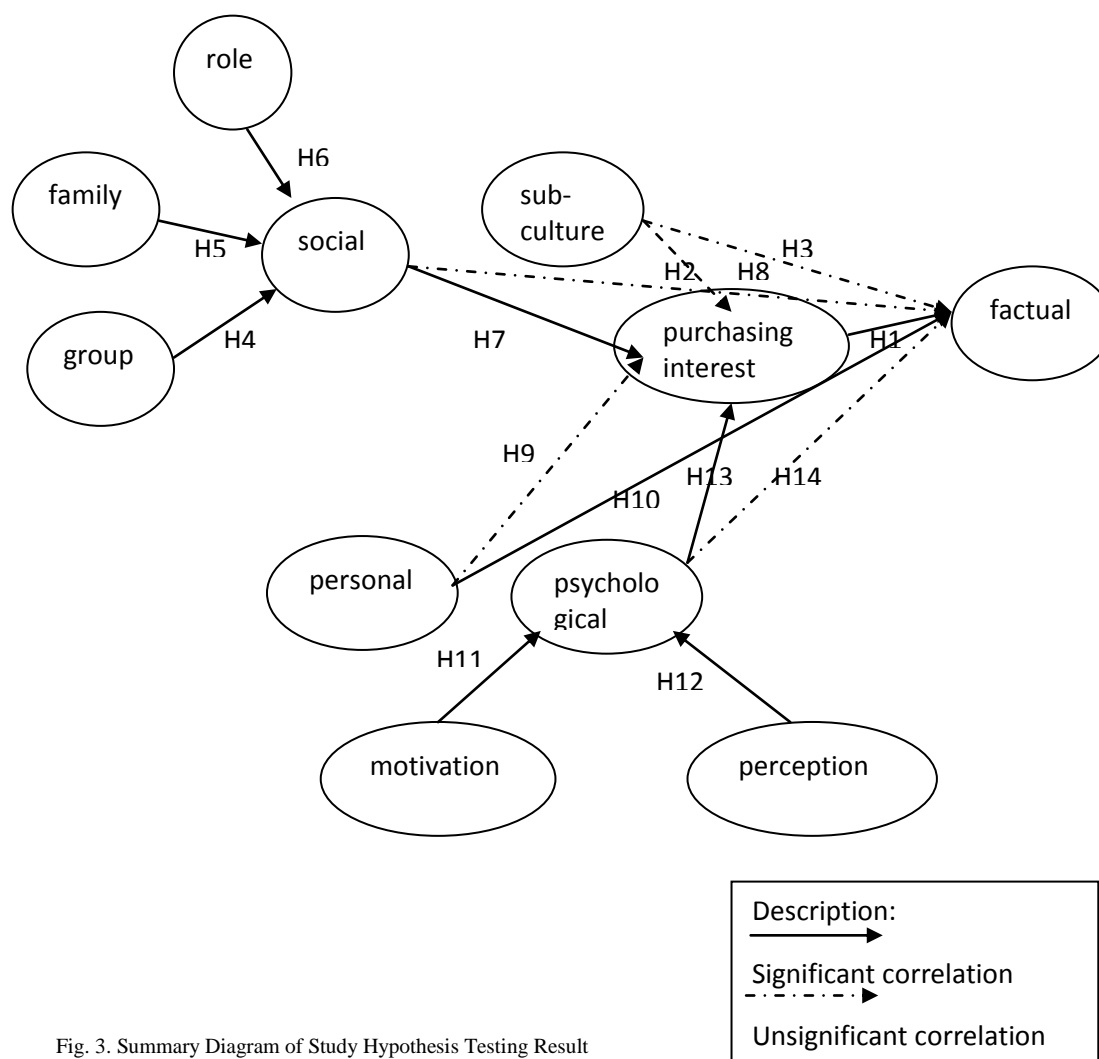 role
H6
family
sub-
culture
social
H5
H3
H2
H8
factual
group
H4
H7
purchasing
interest
H1
H9
H13
H14
H10
personal
psycholo
gical
H11
H12
motivation
perception
Description:
Significant correlation
Unsignificant correlation
Fig. 3. Summary Diagram of Study Hypothesis Testing Result